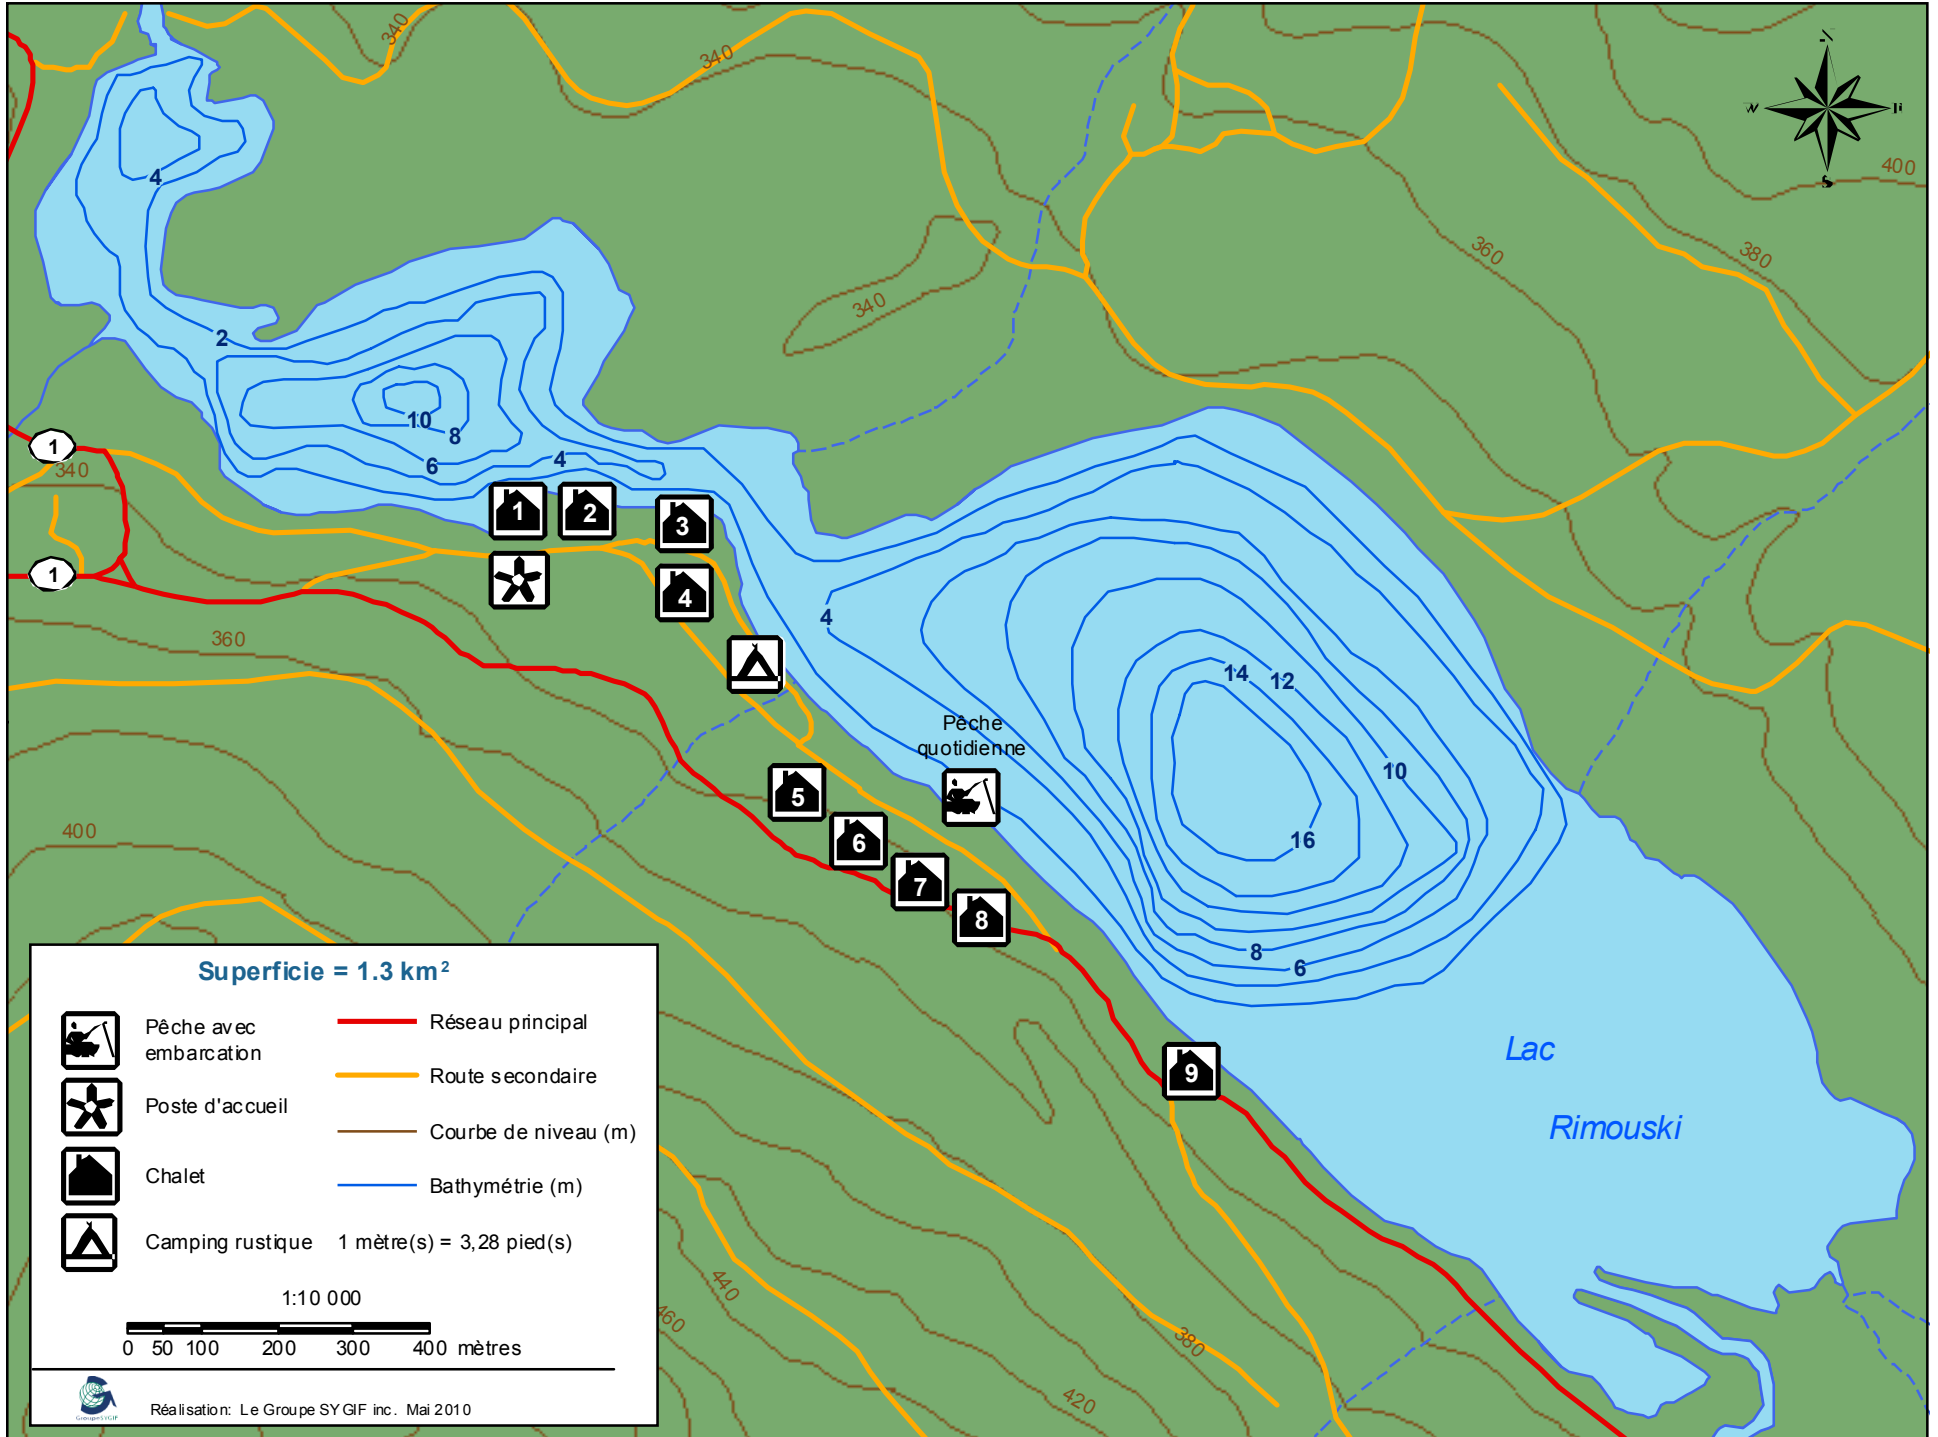 340
340
N
W
E
S
400
4
360
380
340
2
10
8
6
4
1
340
1
2
3
1
4
4
360
14
12
Pêche
quotidienne
10
5
400
6
16
7
8
8
6
9
Lac
Rimouski
440
460
380
420
Superficie = 1.3 km²
Pêche avec
embarcation
Réseau principal
Poste d'accueil
Route secondaire
Courbe de niveau (m)
Chalet
Bathymétrie (m)
Camping rustique
1 mètre(s) = 3,28 pied(s)
1:10 000
0 50 100 200 300 400 mètres
GroupeSYGIF
Réalisation: Le Groupe SYGIF inc. Mai 2010